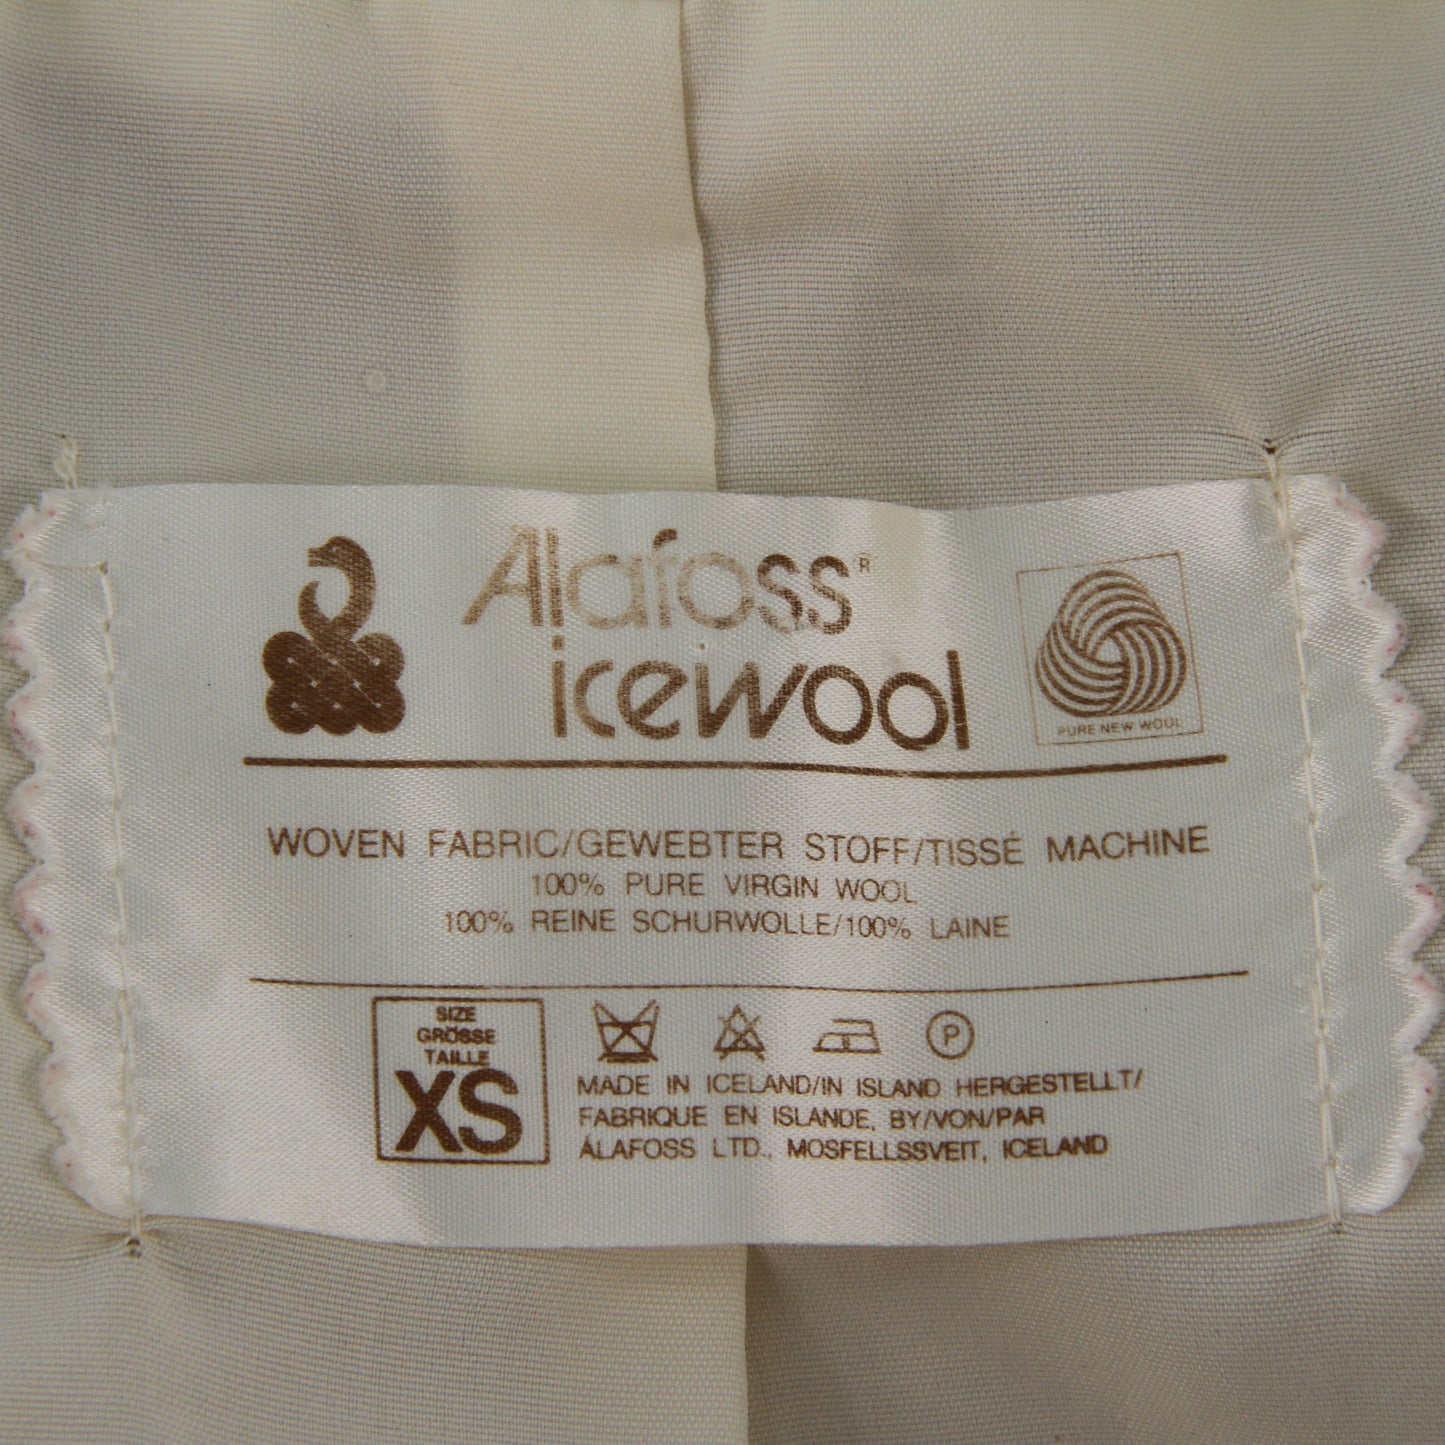 Álafoss®
icewool
PURE NEW WOOL
WOVEN FABRIC/GEWEBTER STOFF/TISSÉ MACHINE
100% PURE VIRGIN WOOL
100% REINE SCHURWOLLE/100% LAINE
SIZE
GRÖSSE
TAILLE
XS
P
MADE IN ICELAND/IN ISLAND HERGESTELLT/
FABRIQUE EN ISLANDE, BY/VON/PAR
ÁLAFOSS LTD., MOSFELLSSVEIT, ICELAND